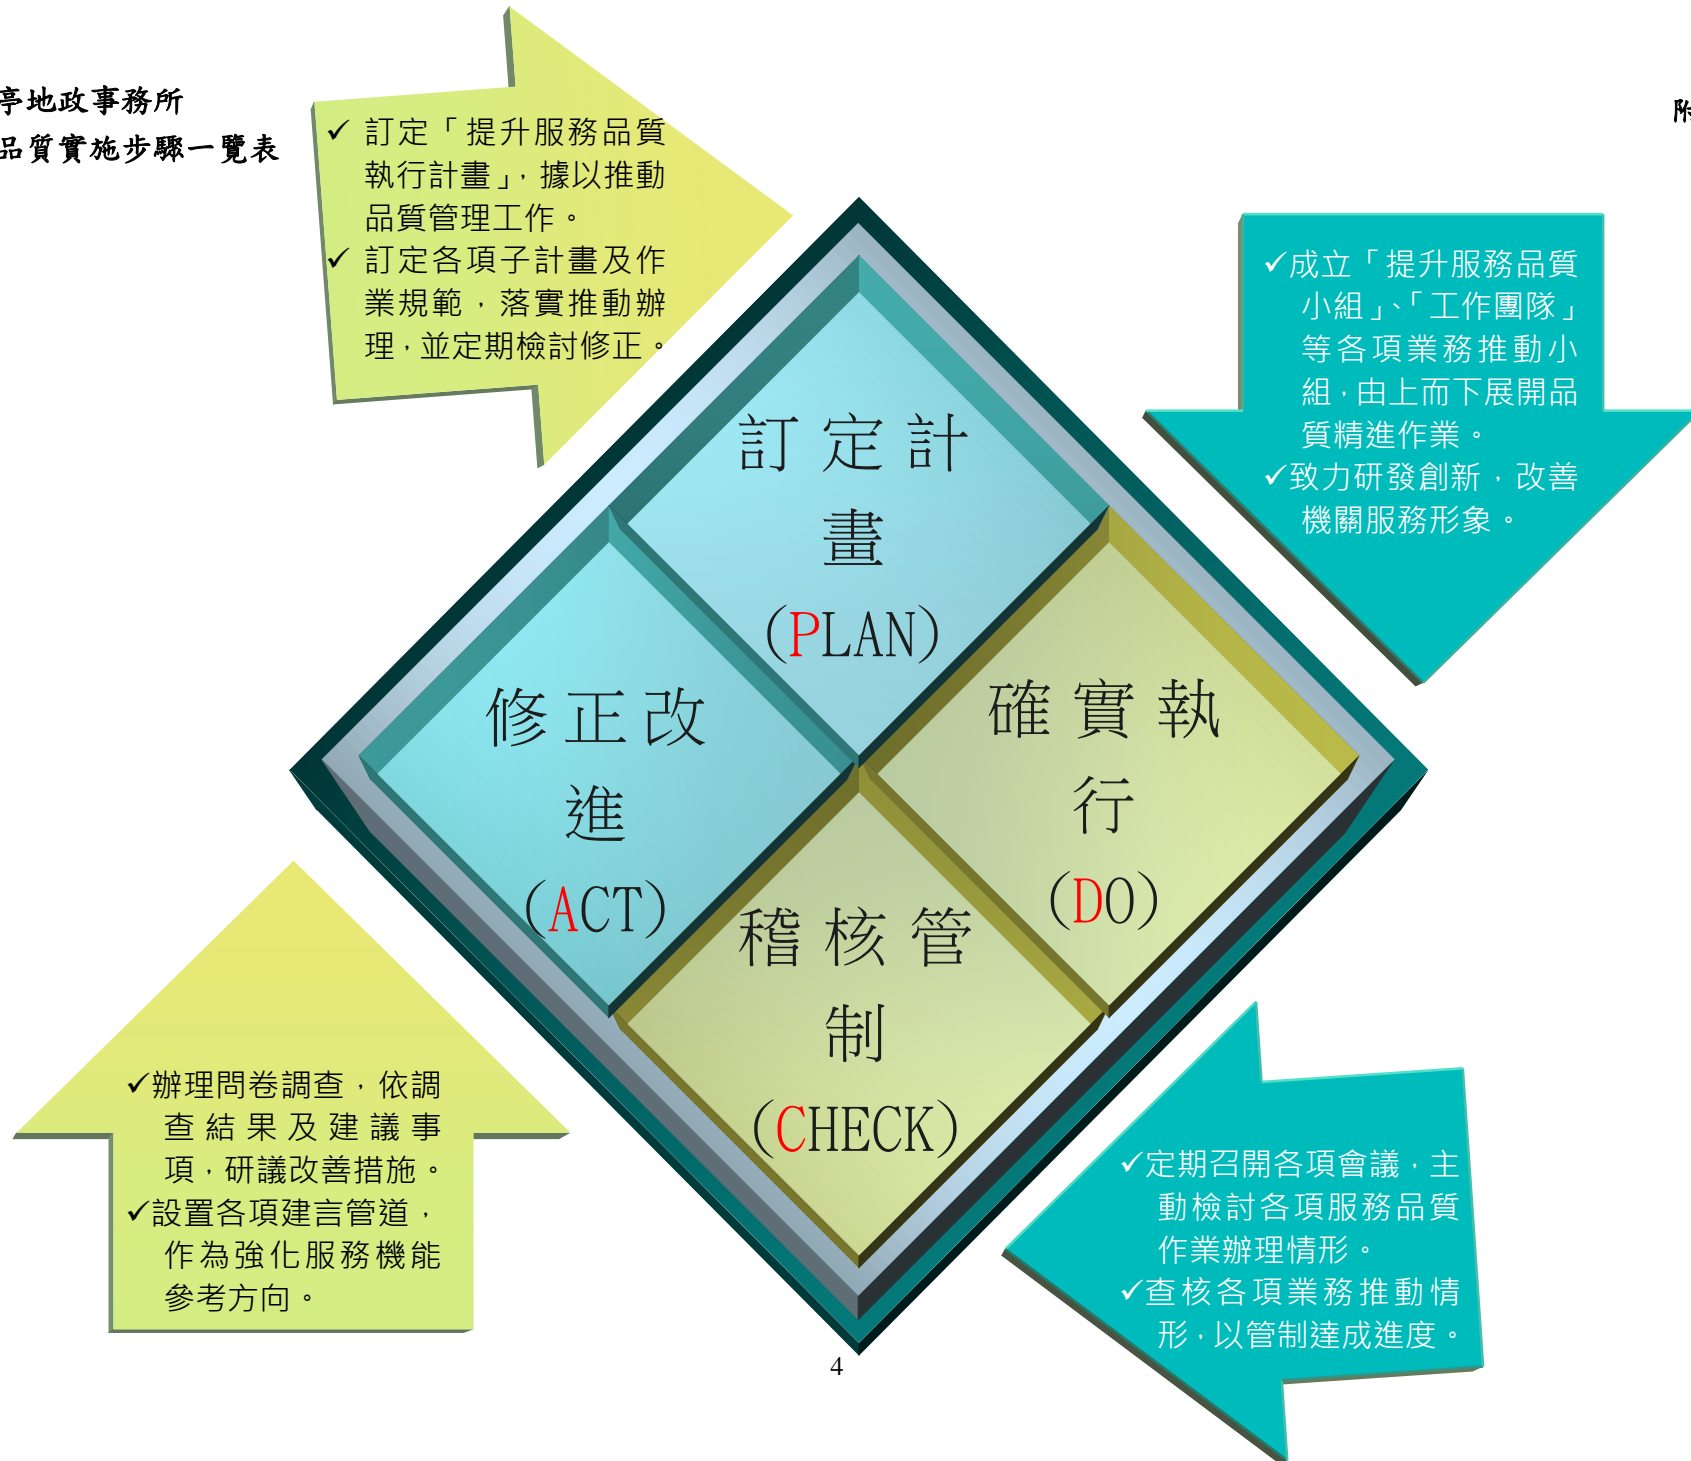 亭地政事務所
品質實施步驟一覽表
附
✓ 訂定「提升服務品質
執行計畫」，據以推動
品質管理工作。
✓ 訂定各項子計畫及作
業規範，落實推動辦
理，並定期檢討修正。
✓成立「提升服務品質
小組」、「工作團隊」
等各項業務推動小
組，由上而下展開品
質精進作業。
✓致力研發創新，改善
機關服務形象。
訂定計
畫
(PLAN)
修正改
進
(ACT)
確實執
行
(DO)
稽核管
制
(CHECK)
✓辦理問卷調查，依調
查結果及建議事
項，研議改善措施。
✓設置各項建言管道，
作為強化服務機能
參考方向。
✓定期召開各項會議，主
動檢討各項服務品質
作業辦理情形。
✓查核各項業務推動情
形，以管制達成進度。
4